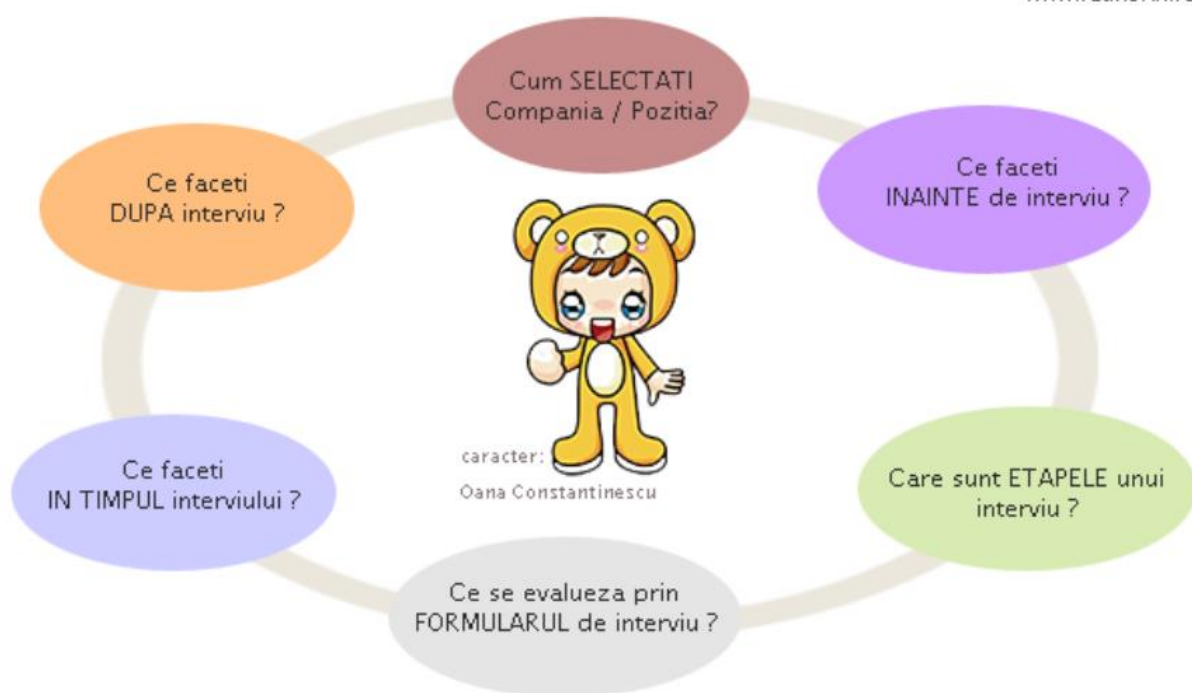 Cum SELECTATI
Compania / Pozitia?
Ce faceti
INAINTE de interviu ?
Care sunt ETAPELE unui
interviu ?
Ce se evalueza prin
FORMULARUL de interviu ?
Ce faceti
IN TIMPUL interviului ?
Ce faceti
DUPA interviu ?
caracter:
Oana Constantinescu